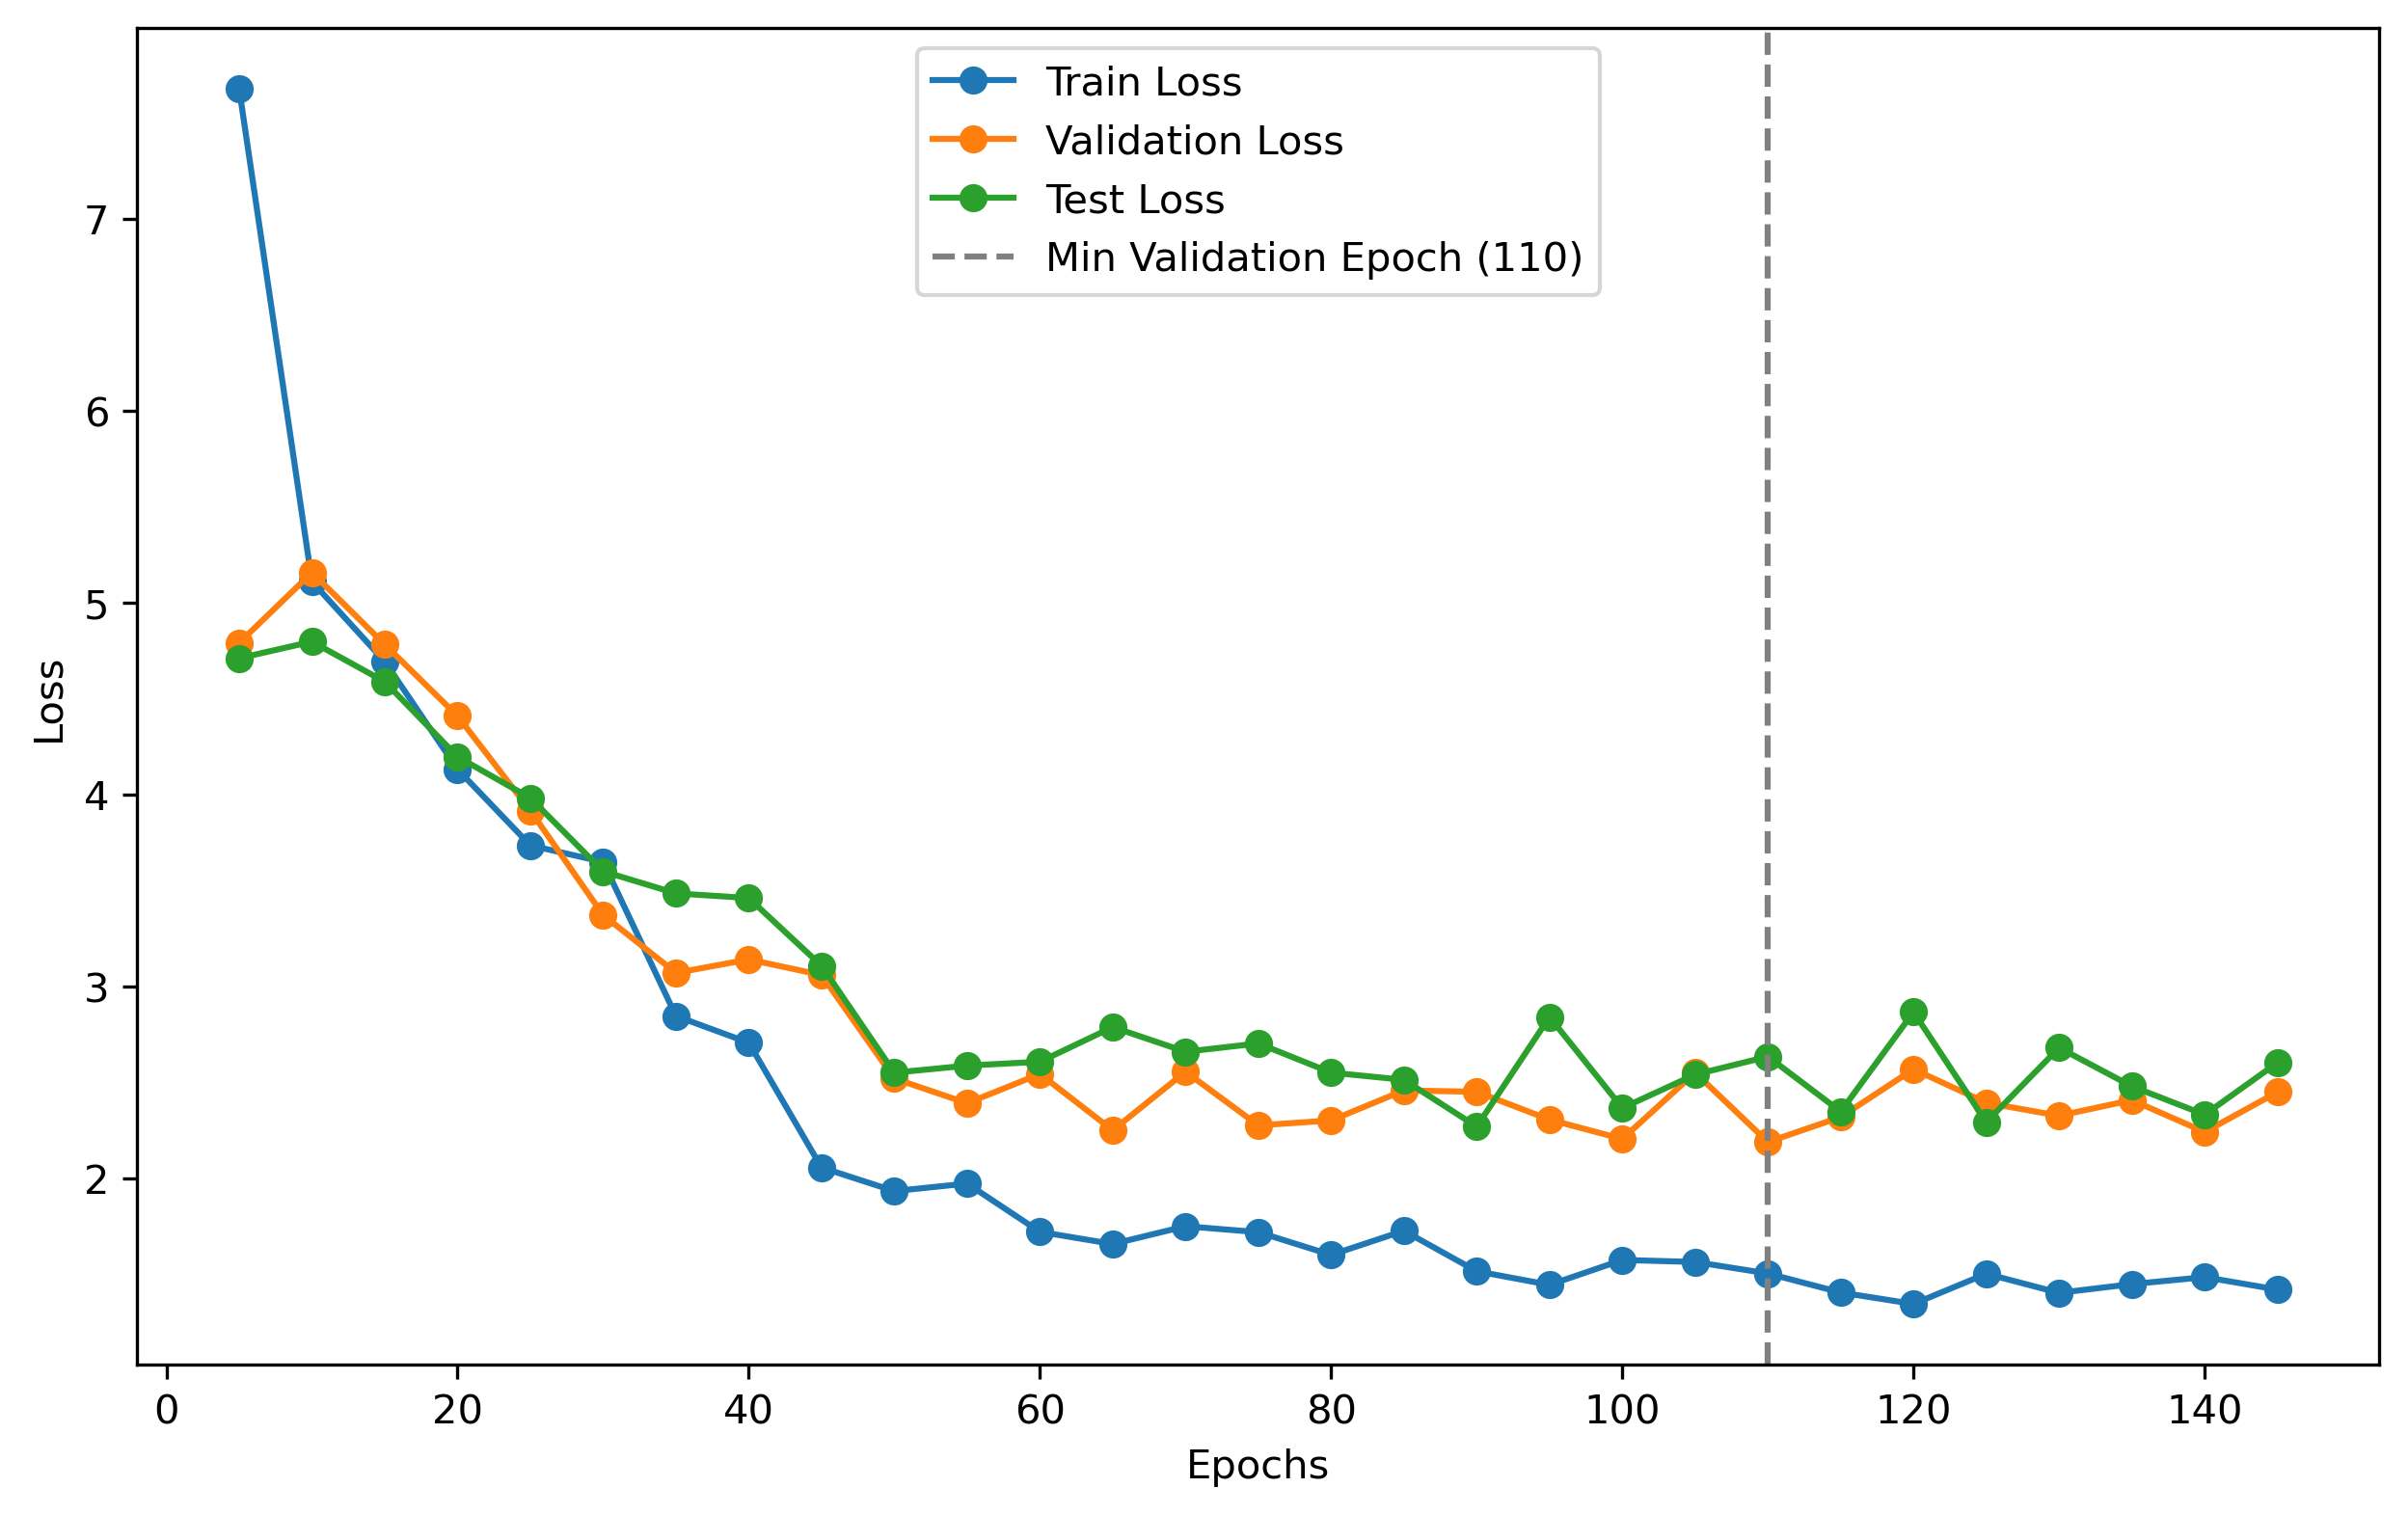 Train Loss
Validation Loss
Test Loss
Min Validation Epoch (110)
7
6
5
4
3
2
Loss
0 20 40 60 80 100 120 140
Epochs